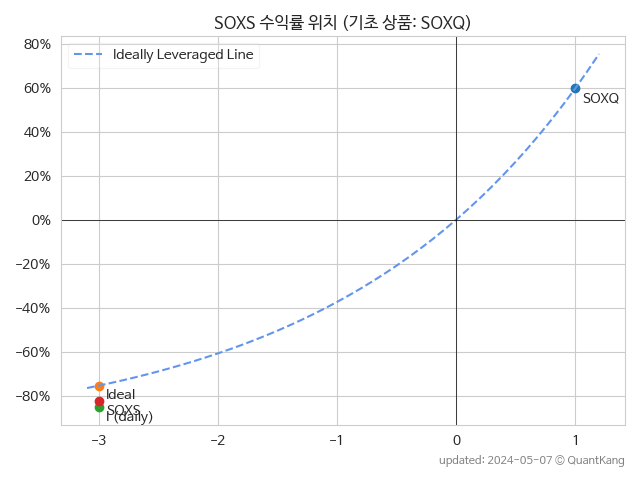 SOXS 수익률 위치 (기초 상품: SOXQ)
80%
60%
40%
20%
0%
-20%
-40%
-60%
-80%
Ideally Leveraged Line
SOXQ
Ideal
SOXS
(daily)
-3
-2
-1
0
1
updated: 2024-05-07 © QuantKang